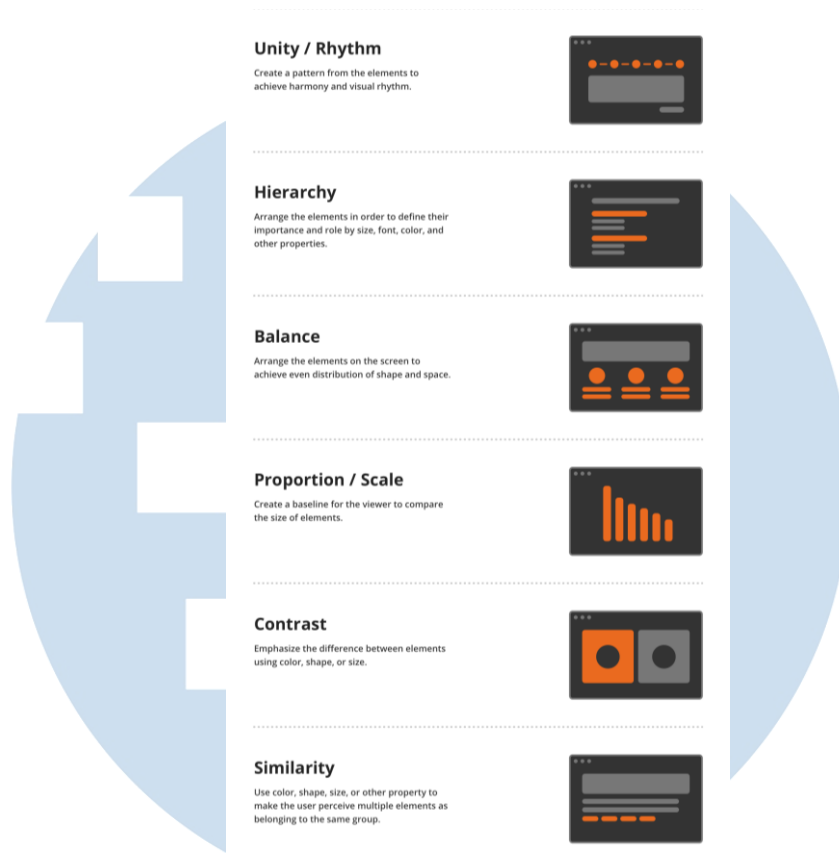 Unity / Rhythm
Create a pattern from the elements to
achieve harmony and visual rhythm.
Hierarchy
Arrange the elements in order to define their
importance and role by size, font, color, and
other properties.
Balance
Arrange the elements on the screen to
achieve even distribution of shape and space.
Proportion / Scale
Create a baseline for the viewer to compare
the size of elements.
Contrast
Emphasize the difference between elements
using color, shape, or size.
Similarity
Use color, shape, size, or other property to
make the user perceive multiple elements as
belonging to the same group.